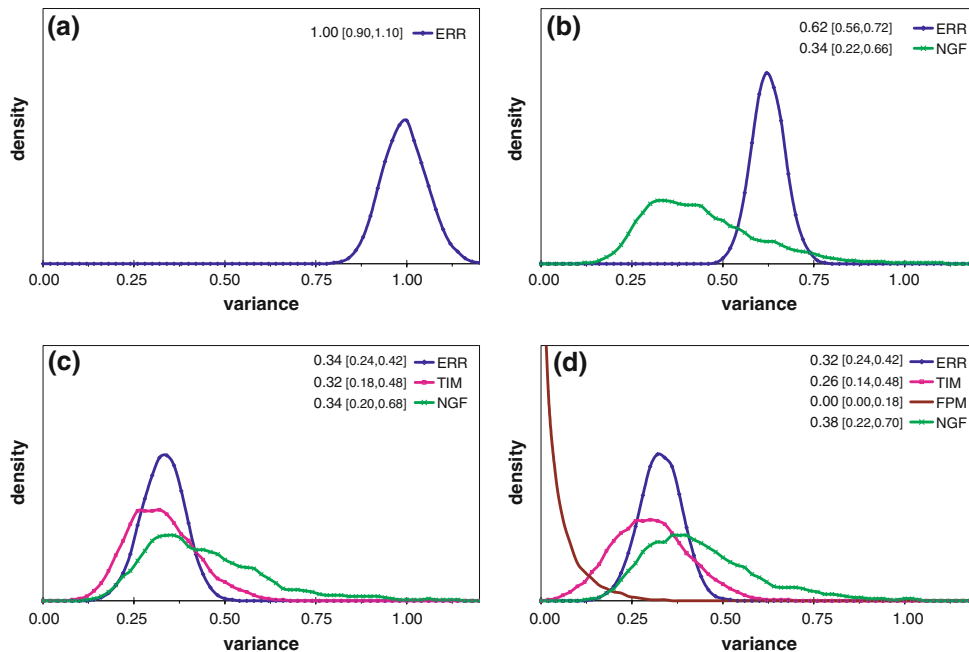 (a)
1.00 [0.90,1.10] ERR
density
0.00 0.25 0.50 0.75 1.00
variance
(b)
0.62 [0.56,0.72] ERR
0.34 [0.22,0.66] NGF
density
0.00 0.25 0.50 0.75 1.00
variance
(c)
0.34 [0.24,0.42] ERR
0.32 [0.18,0.48] TIM
0.34 [0.20,0.68] NGF
density
0.00 0.25 0.50 0.75 1.00
variance
(d)
0.32 [0.24,0.42] ERR
0.26 [0.14,0.48] TIM
0.00 [0.00,0.18] FPM
0.38 [0.22,0.70] NGF
density
0.00 0.25 0.50 0.75 1.00
variance